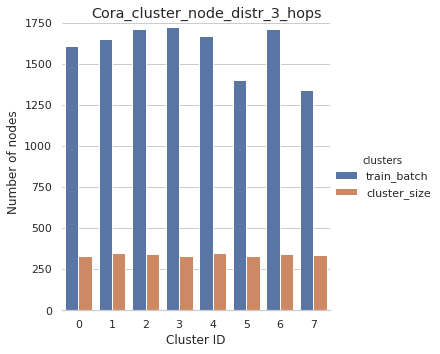 Cora_cluster_node_distr_3_hops
1750
1500
1250
1000
750
500
250
0
Number of nodes
0 1 2 3 4 5 6 7
Cluster ID
clusters
train_batch
cluster_size